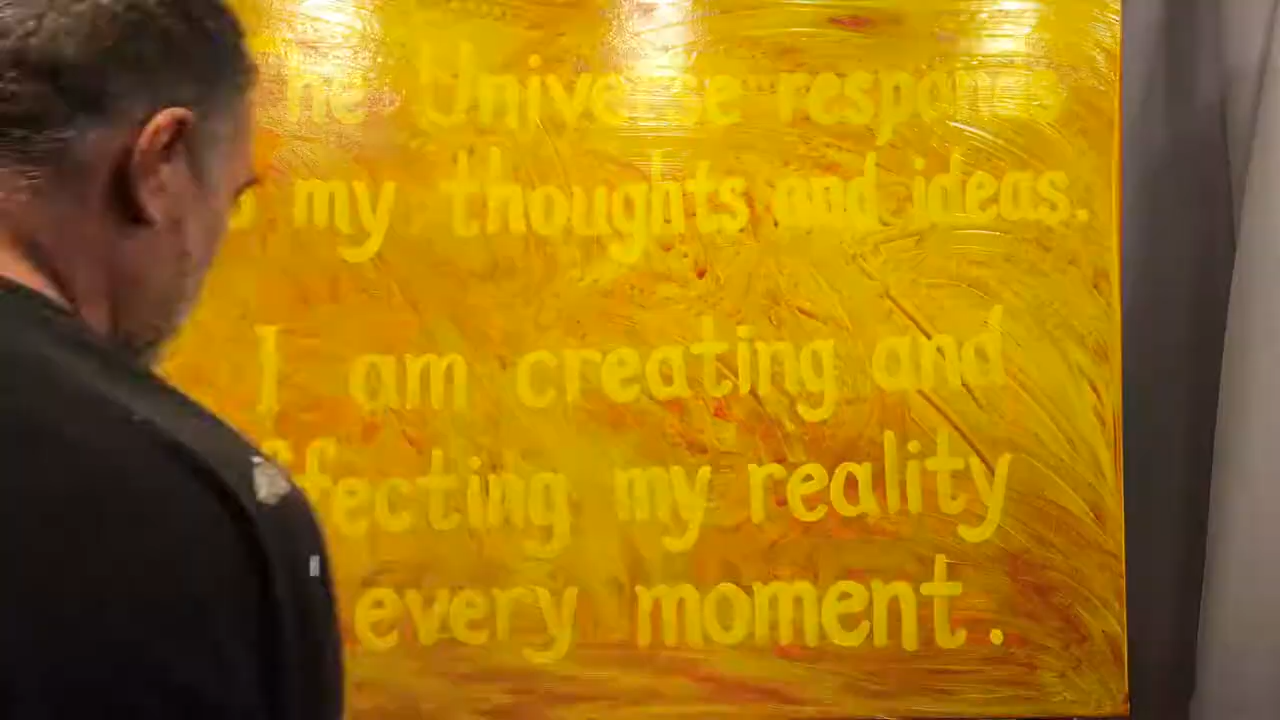 he Universe responds
my thoughts and ideas.
I am creating and
ffecting my reality
every moment.